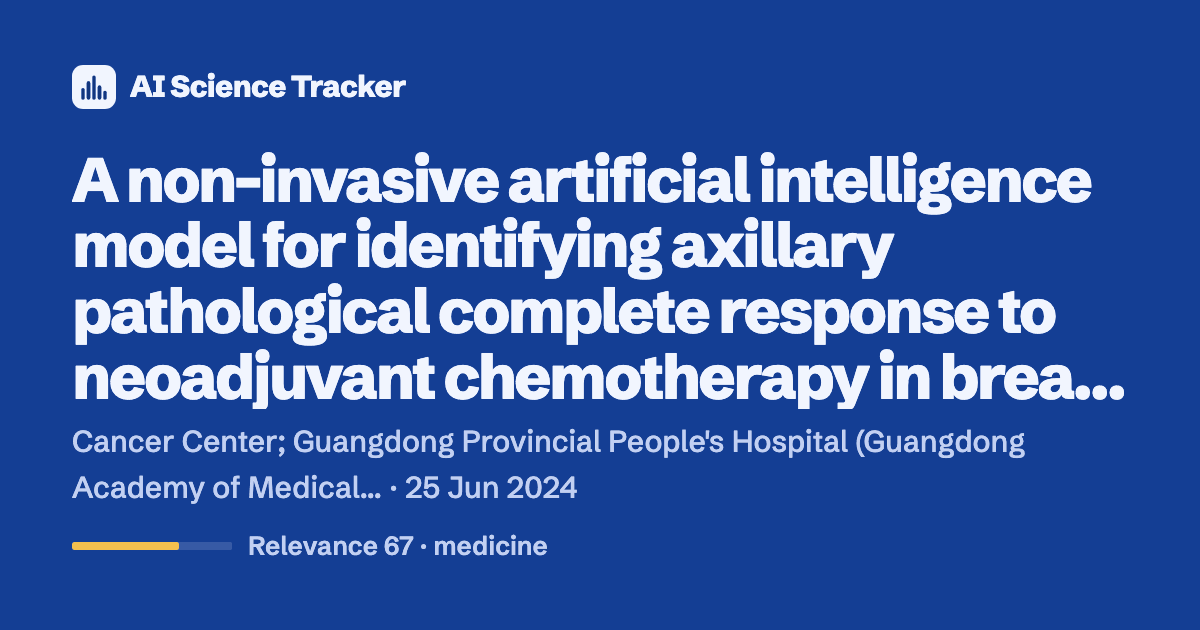 AI Science Tracker
A non-invasive artificial intelligence
model for identifying axillary
pathological complete response to
neoadjuvant chemotherapy in brea...
Cancer Center; Guangdong Provincial People's Hospital (Guangdong
Academy of Medical... · 25 Jun 2024
Relevance 67 · medicine